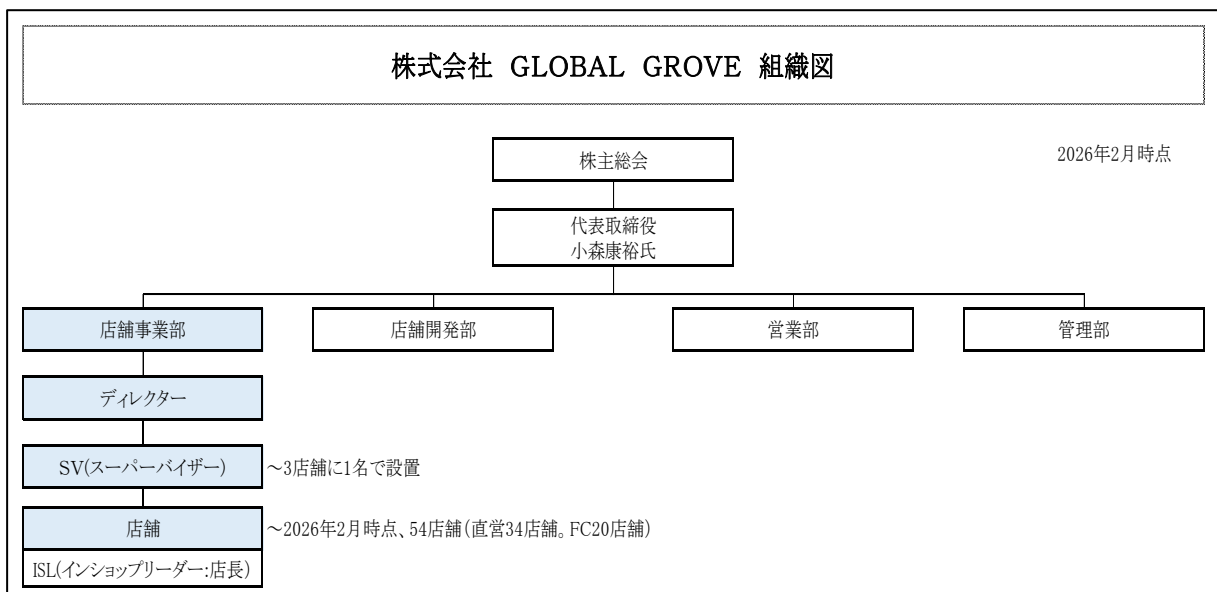 株式会社 GLOBAL GROVE 組織図
2026年2月時点
株主総会
代表取締役
小森康裕氏
店舗事業部
店舗開発部
営業部
管理部
ディレクター
SV(スーパーバイザー)
～3店舗に1名で設置
店舗
～2026年2月時点、54店舗(直営34店舗。FC20店舗)
ISL(インショップリーダー:店長)